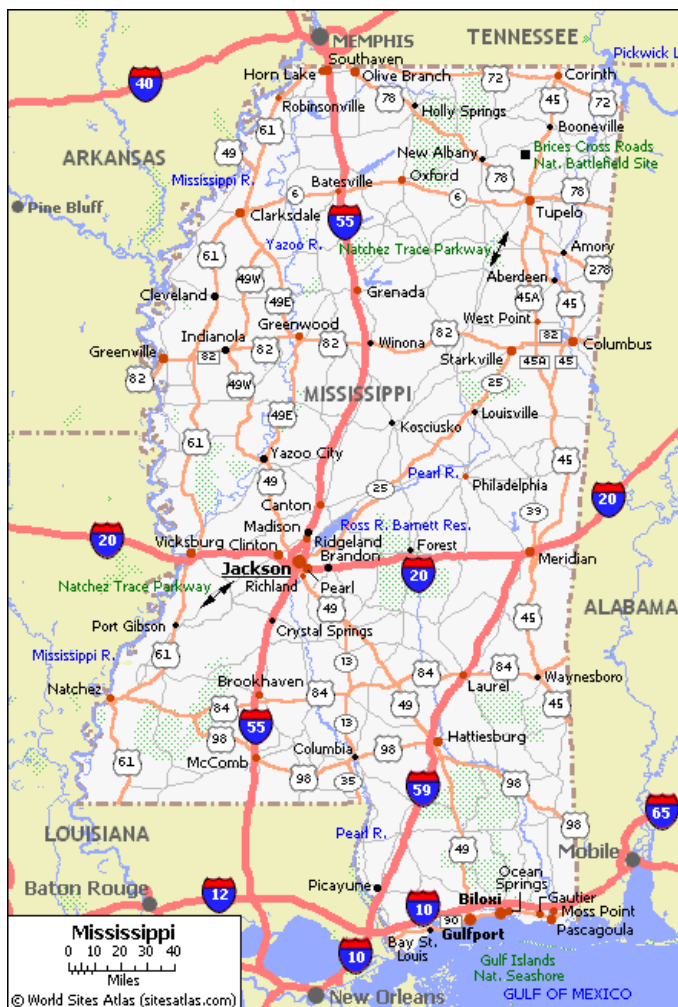 MEMPHIS
TENNESSEE
Pickwick L
Southaven
Horn Lake
Olive Branch
72
Corinth
40
78
45
72
Robinsonville
Holly Springs
61
Booneville
49
ARKANSAS
New Albany
Brices Cross Roads
Nat. Battlefield Site
Mississippi R.
Batesville
Oxford
78
78
6
6
Pine Bluff
Clarksdale
55
Tupelo
Yazoo R.
Natchez Trace Parkway
61
Amory
49W
278
Aberdeen
Cleveland
49E
Grenada
45A
45
West Point
Indianola
Greenwood
82
82
82
82
Winona
82
Columbus
Greenville
Starkville
45A
45
82
49W
25
MISSISSIPPI
49E
Louisville
Kosciusko
61
Yazoo City
45
Pearl R.
49
25
Philadelphia
20
Canton
39
Madison
Ross R. Barnett Res.
20
Vicksburg
Clinton
Ridgeland
Forest
Jackson
Brandon
20
Meridian
Natchez Trace Parkway
Richland
Pearl
ALABAMA
49
Port Gibson
Crystal Springs
45
61
Mississippi R.
13
84
84
Natchez
Brookhaven
84
Laurel
Waynesboro
84
49
45
55
13
98
Hattiesburg
Columbia
98
McComb
61
98
35
59
98
98
LOUISIANA
Pearl R.
65
49
Mobile
Ocean
Springs
Baton Rouge
12
Picayune
Biloxi
Gautier
10
Moss Point
90
Gulfport
Pascagoula
Bay St.
Louis
Mississippi
0 10 20 40
Miles
10
Gulf Islands
Nat. Seashore
© World Sites Atlas (sitesatlas.com)
New Orleans
GULF OF MEXICO